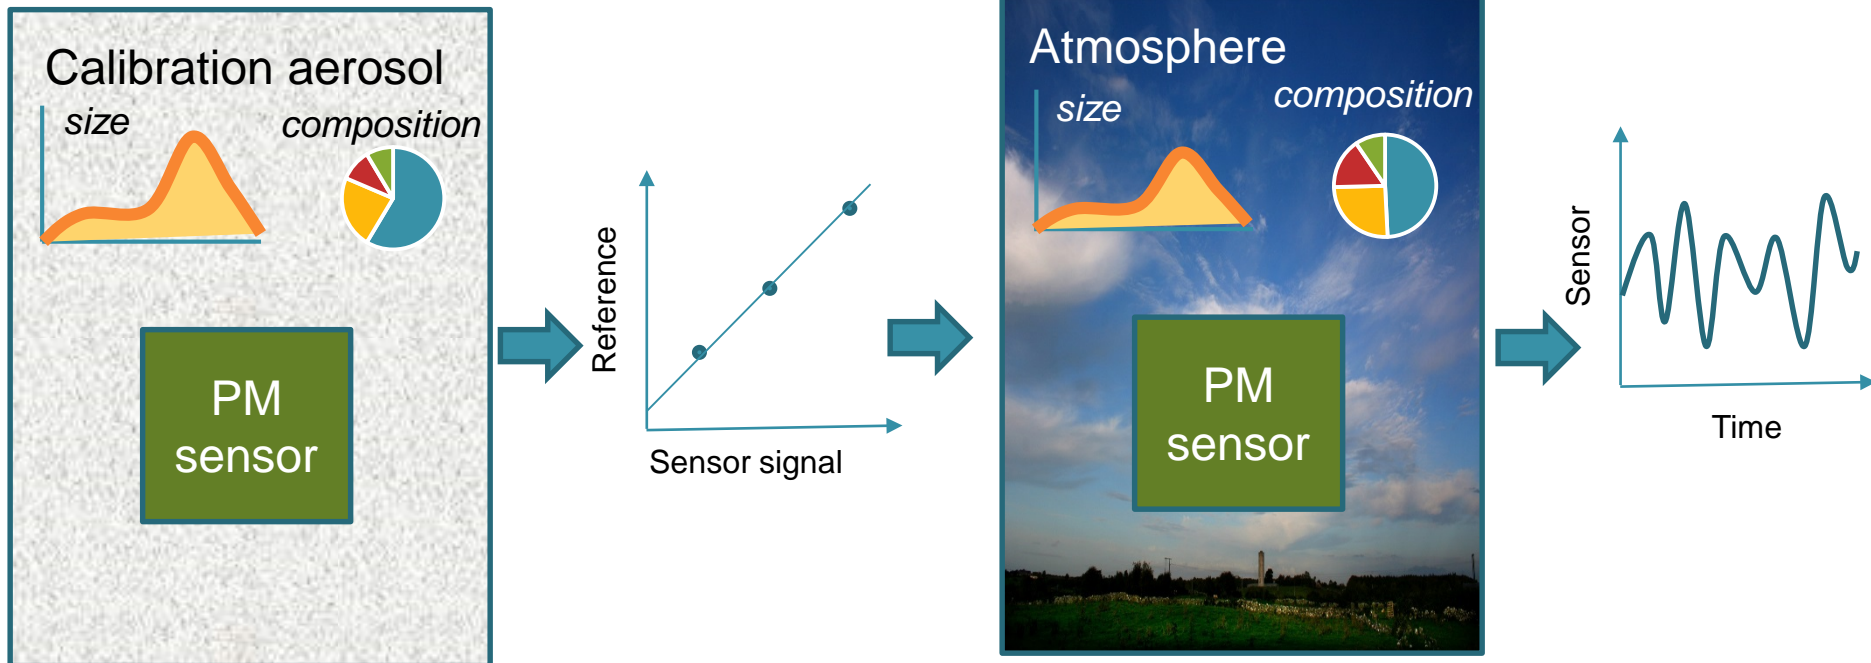 Calibration aerosol
size
composition
PM
sensor
Reference
Sensor signal
Atmosphere
size
composition
PM
sensor
Sensor
Time